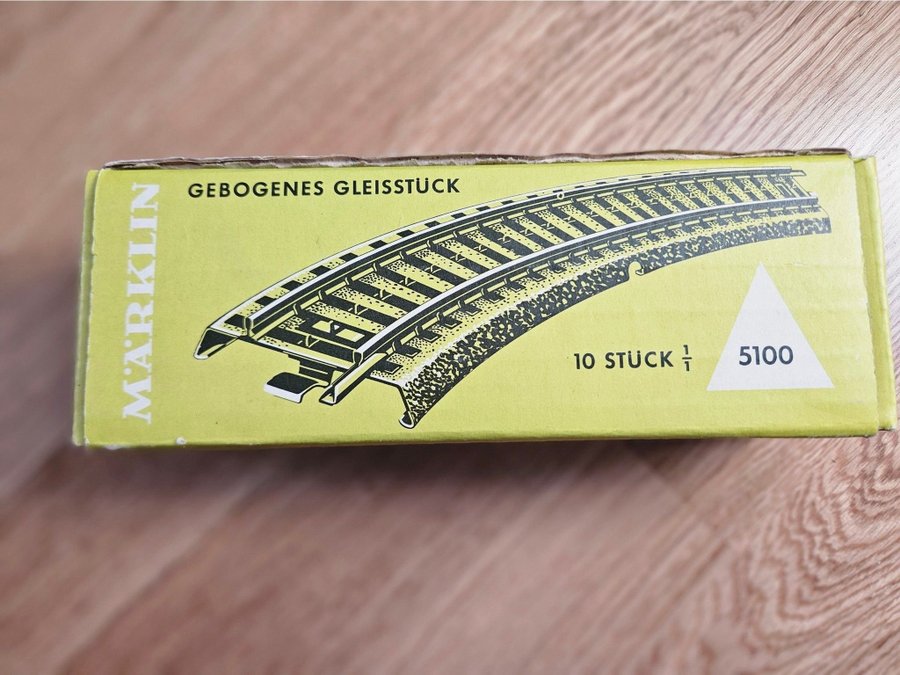 MÄRKLIN
GEBOGENES GLEISSTÜCK
10 STÜCK 1/1
5100